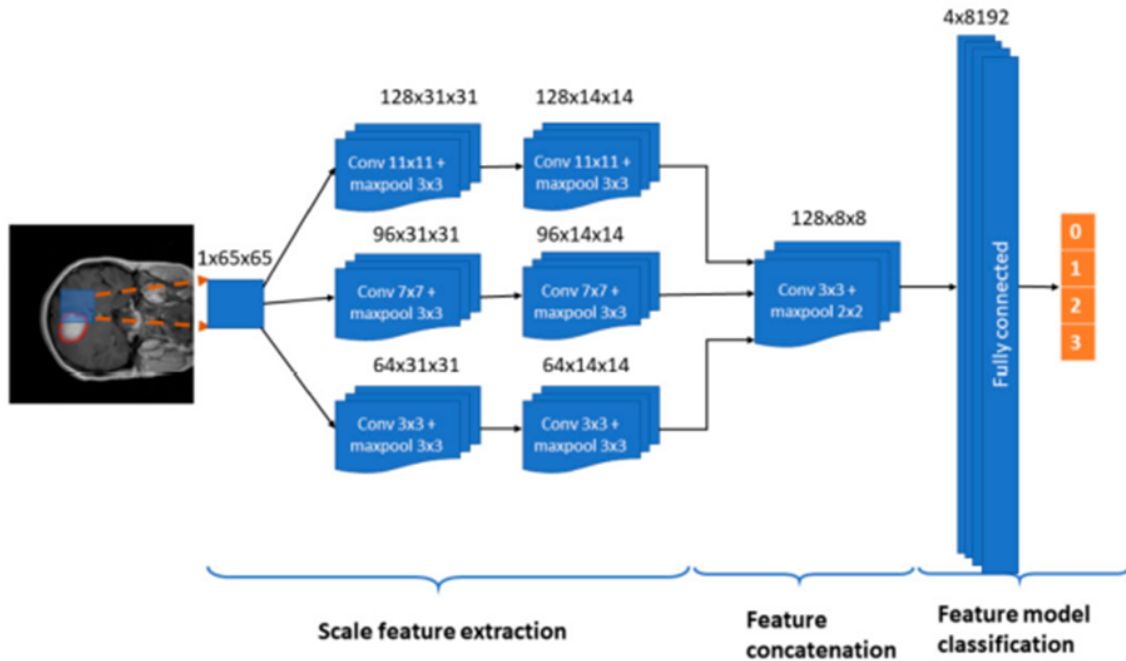 4x8192
128x31x31
128x14x14
Conv 11x11 +
maxpool 3x3
Conv 11x11 +
maxpool 3x3
1x65x65
96x31x31
96x14x14
Conv 7x7 +
maxpool 3x3
Conv 7x7 +
maxpool 3x3
64x31x31
64x14x14
Conv 3x3 +
maxpool 3x3
Conv 3x3 +
maxpool 3x3
128x8x8
Conv 3x3 +
maxpool 2x2
Fully connected
0
1
2
3
Scale feature extraction
Feature
concatenation
Feature model
classification